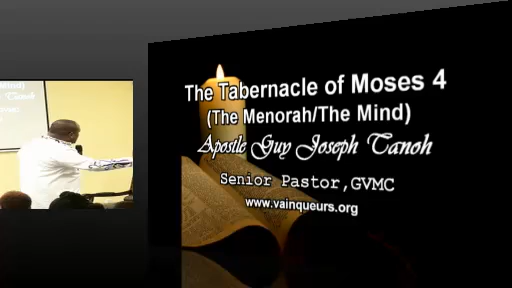 The Tabernacle of Moses 4
(The Menorah/The Mind)
Apostle Guy Joseph Tanoh
Senior Pastor,GVMC
www.vainqueurs.org